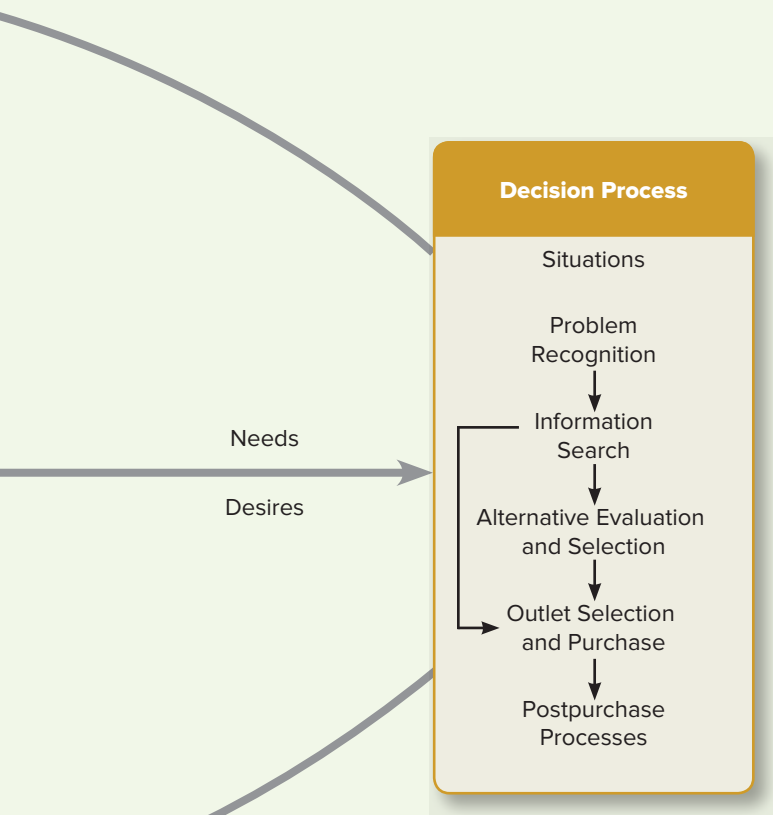 Decision Process
Situations
Problem
Recognition
Information
Search
Alternative Evaluation
and Selection
Outlet Selection
and Purchase
Postpurchase
Processes
Needs
Desires